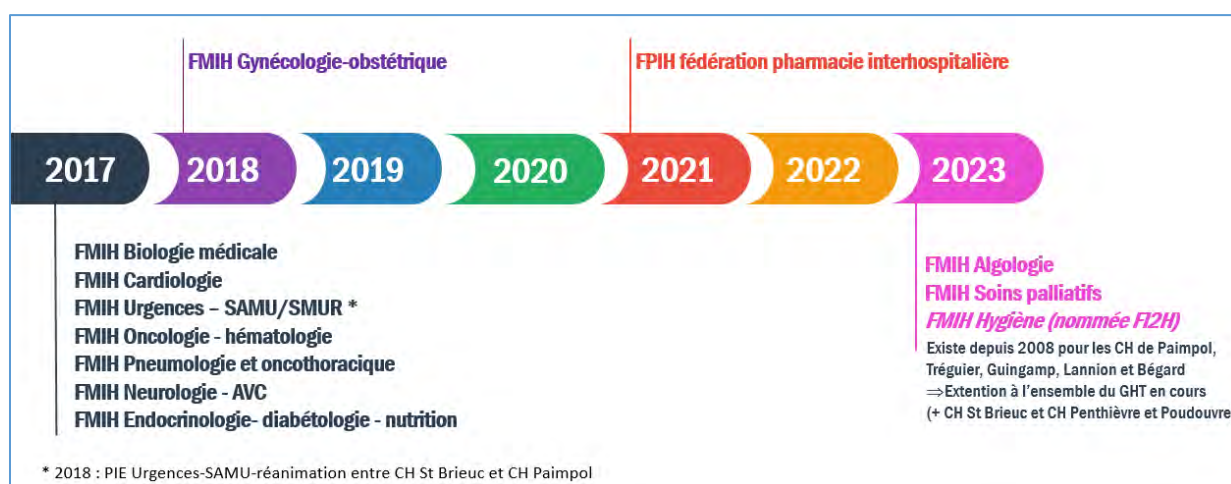 FMIH Gynécologie-obstétrique
FPIH fédération pharmacie interhospitalière
2017
2018
2019
2020
2021
2022
2023
FMIH Biologie médicale
FMIH Cardiologie
FMIH Urgences – SAMU/SMUR *
FMIH Oncologie - hématologie
FMIH Pneumologie et oncothoracique
FMIH Neurologie - AVC
FMIH Endocrinologie- diabétologie - nutrition
FMIH Algologie
FMIH Soins palliatifs
FMIH Hygiène (nommée FI2H)
Existe depuis 2008 pour les CH de Paimpol,
Tréguier, Guingamp, Lannion et Bégard
⇒Extention à l'ensemble du GHT en cours
(+ CH St Brieuc et CH Penthièvre et Poudouvre
* 2018 : PIE Urgences-SAMU-réanimation entre CH St Brieuc et CH Paimpol